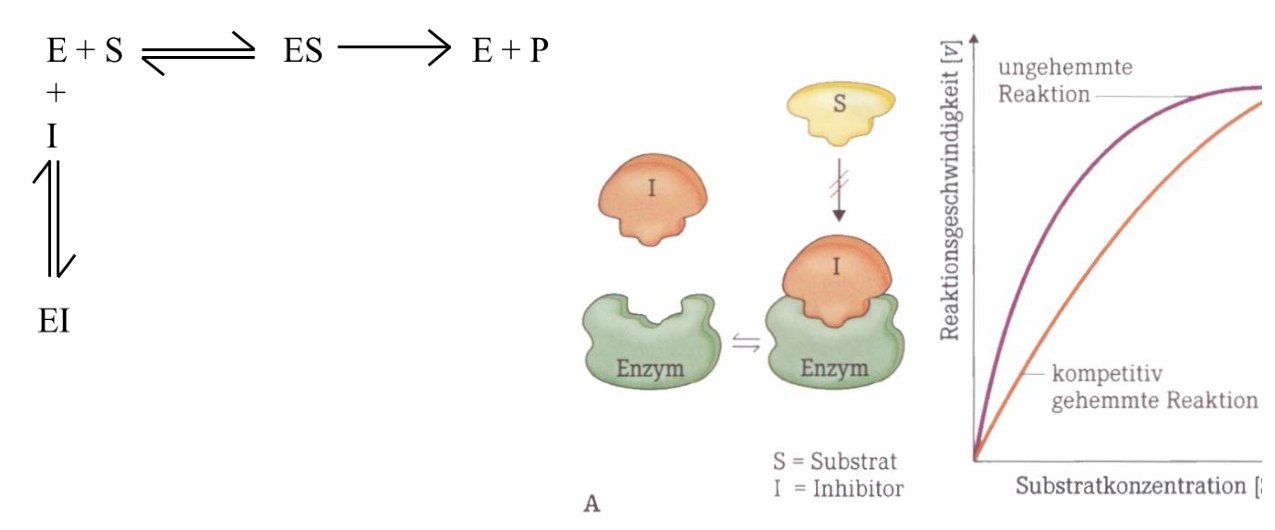 E + S ES E + P
+
I
EI
I
Enzym
S
I
Enzym
S = Substrat
I = Inhibitor
A
Reaktionsgeschwindigkeit [v]
ungehemmte
Reaktion
kompetitiv
gehemmte Reaktion
Substratkonzentration [S